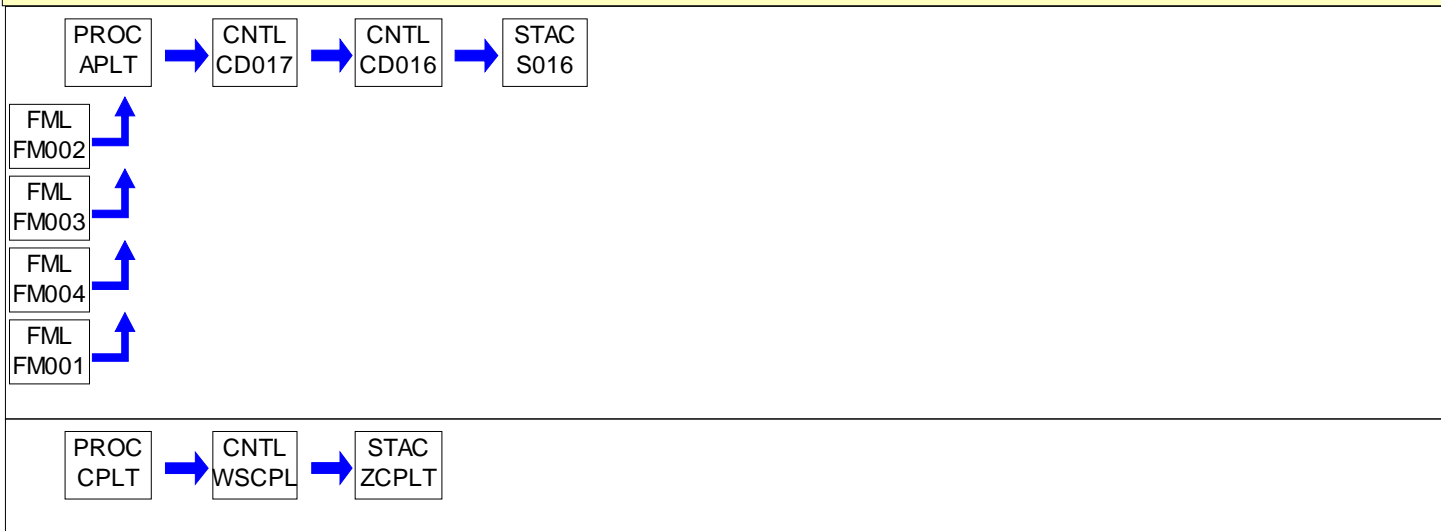 PROC
APLT
CNTL
CD017
CNTL
CD016
STAC
S016
FML
FM002
FML
FM003
FML
FM004
FML
FM001
PROC
CPLT
CNTL
WSCPL
STAC
ZCPLT